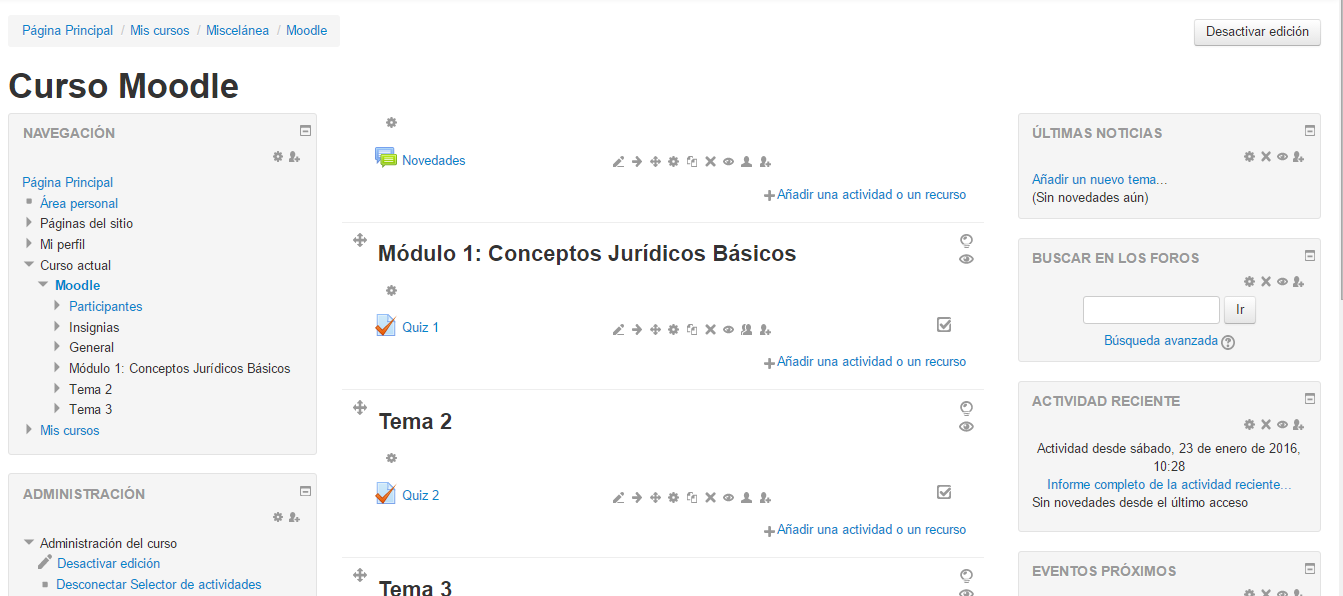 Página Principal / Mis cursos / Miscelánea / Moodle
Desactivar edición
Curso Moodle
NAVEGACIÓN
Página Principal
Área personal
Páginas del sitio
Mi perfil
Curso actual
Moodle
Participantes
Insignias
General
Módulo 1: Conceptos Jurídicos Básicos
Tema 2
Tema 3
Mis cursos
ADMINISTRACIÓN
Administración del curso
Desactivar edición
Desconectar Selector de actividades
Novedades
Añadir una actividad o un recurso
Módulo 1: Conceptos Jurídicos Básicos
Quiz 1
Añadir una actividad o un recurso
Tema 2
Quiz 2
Añadir una actividad o un recurso
Tema 3
ÚLTIMAS NOTICIAS
Añadir un nuevo tema...
(Sin novedades aún)
BUSCAR EN LOS FOROS
Ir
Búsqueda avanzada
ACTIVIDAD RECIENTE
Actividad desde sábado, 23 de enero de 2016,
10:28
Informe completo de la actividad reciente...
Sin novedades desde el último acceso
EVENTOS PRÓXIMOS